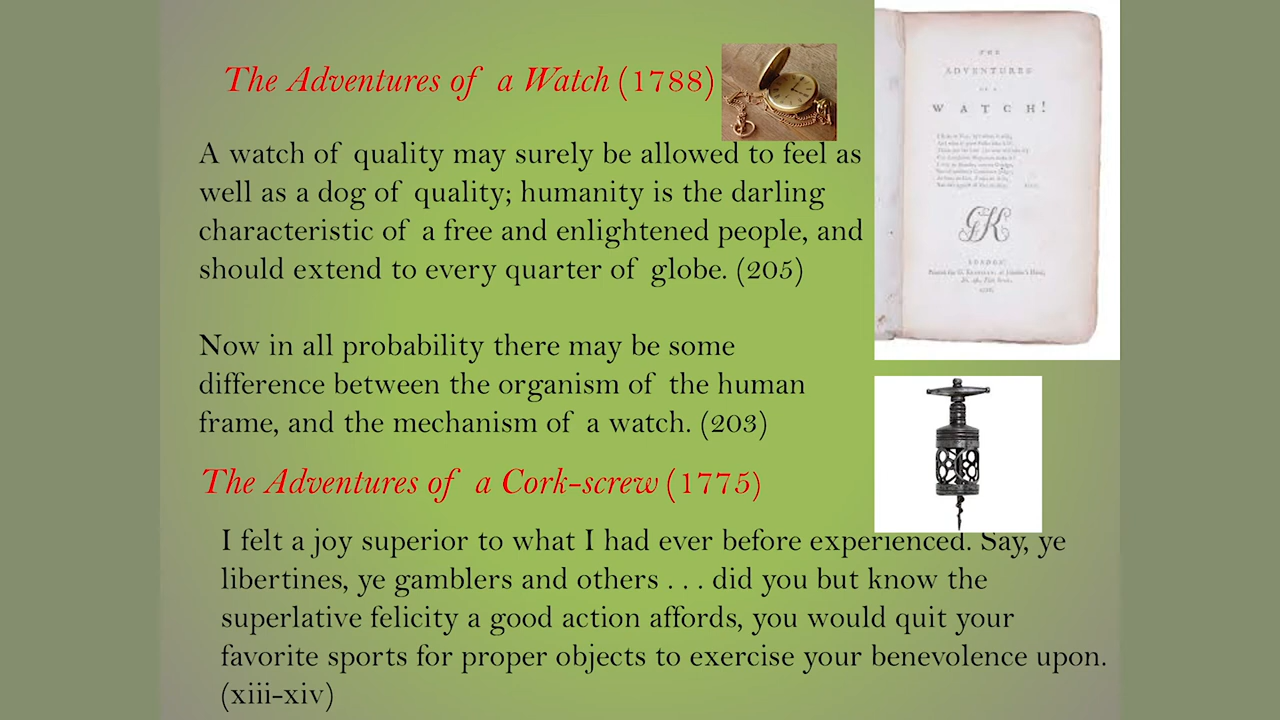 The Adventures of a Watch (1788)
A watch of quality may surely be allowed to feel as
well as a dog of quality; humanity is the darling
characteristic of a free and enlightened people, and
should extend to every quarter of globe. (205)
Now in all probability there may be some
difference between the organism of the human
frame, and the mechanism of a watch. (203)
The Adventures of a Cork-screw (1775)
I felt a joy superior to what I had ever before experienced. Say, ye
libertines, ye gamblers and others . . . did you but know the
superlative felicity a good action affords, you would quit your
favorite sports for proper objects to exercise your benevolence upon.
(xiii-xiv)
THE
ADVENTURES
OF A
WATCH!
GK
LONDON: